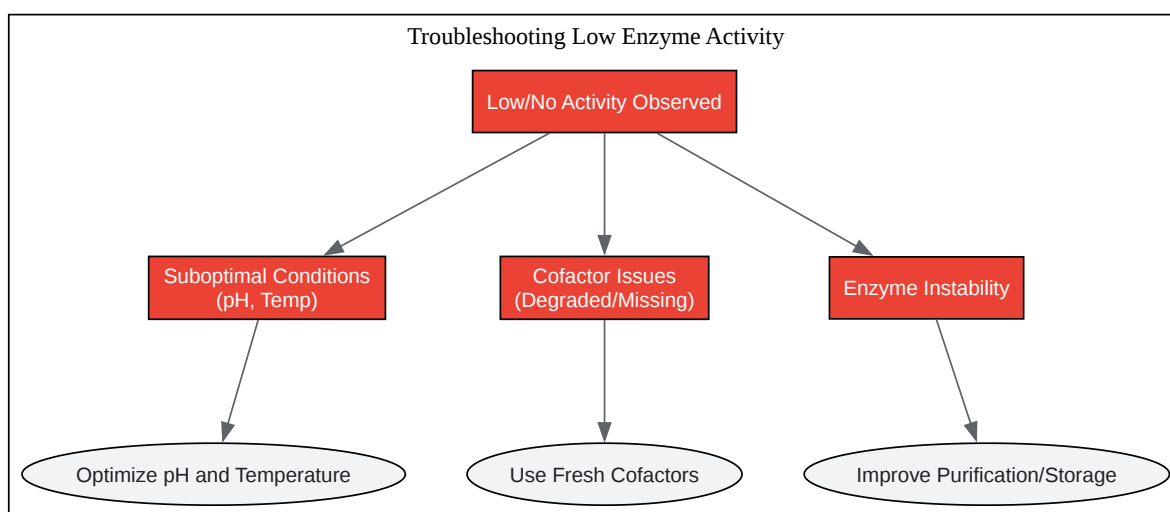 Troubleshooting Low Enzyme Activity
Low/No Activity Observed
Suboptimal Conditions
(pH, Temp)
Cofactor Issues
(Degraded/Missing)
Enzyme Instability
Optimize pH and Temperature
Use Fresh Cofactors
Improve Purification/Storage